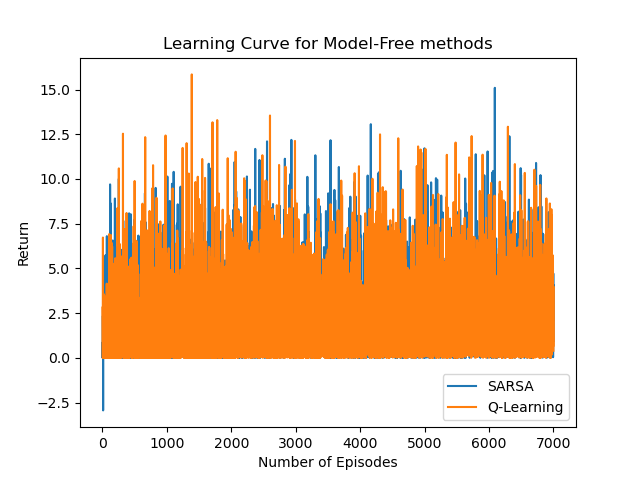 Learning Curve for Model-Free methods
Return
15.0
12.5
10.0
7.5
5.0
2.5
0.0
−2.5
SARSA
Q-Learning
0 1000 2000 3000 4000 5000 6000 7000
Number of Episodes